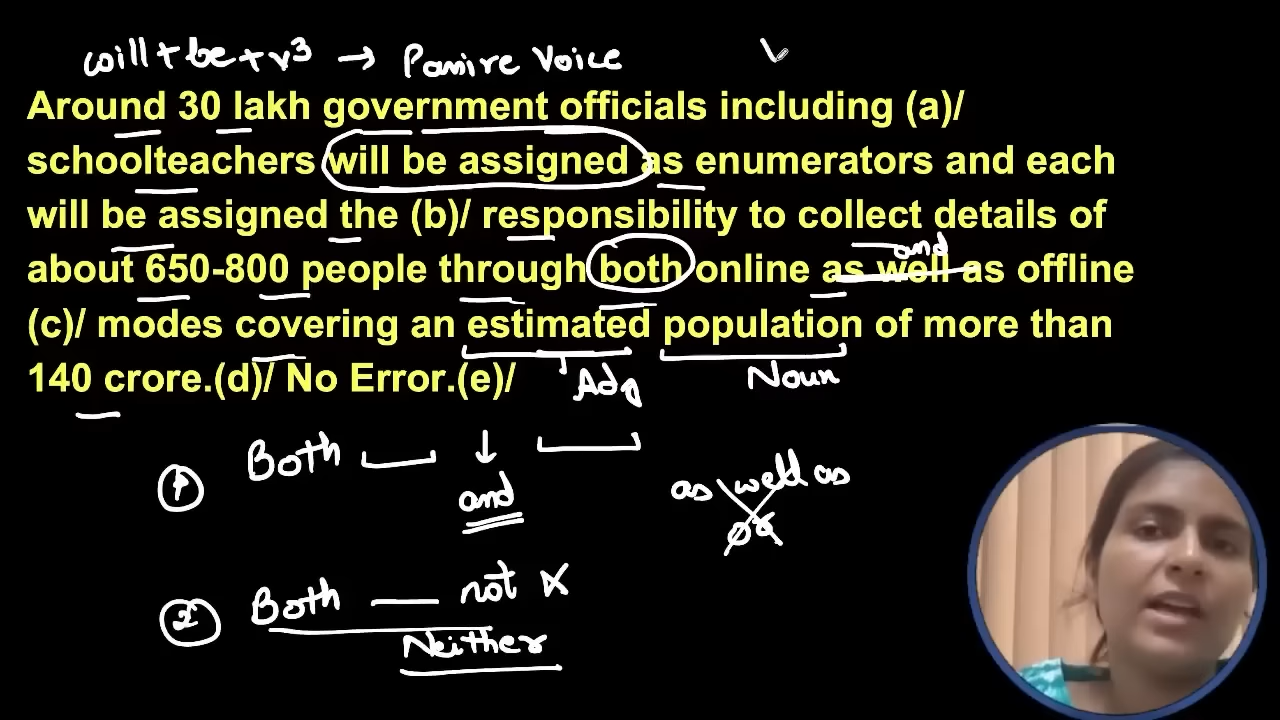 will + be + v³ → Passive Voice
Around 30 lakh government officials including (a)/
schoolteachers will be assigned as enumerators and each
will be assigned the (b)/ responsibility to collect details of
and
about 650-800 people through both online as well as offline
(c)/ modes covering an estimated population of more than
140 crore.(d)/ No Error.(e)/
Adj Noun
① Both and as well as
or
② Both not ×
Neither